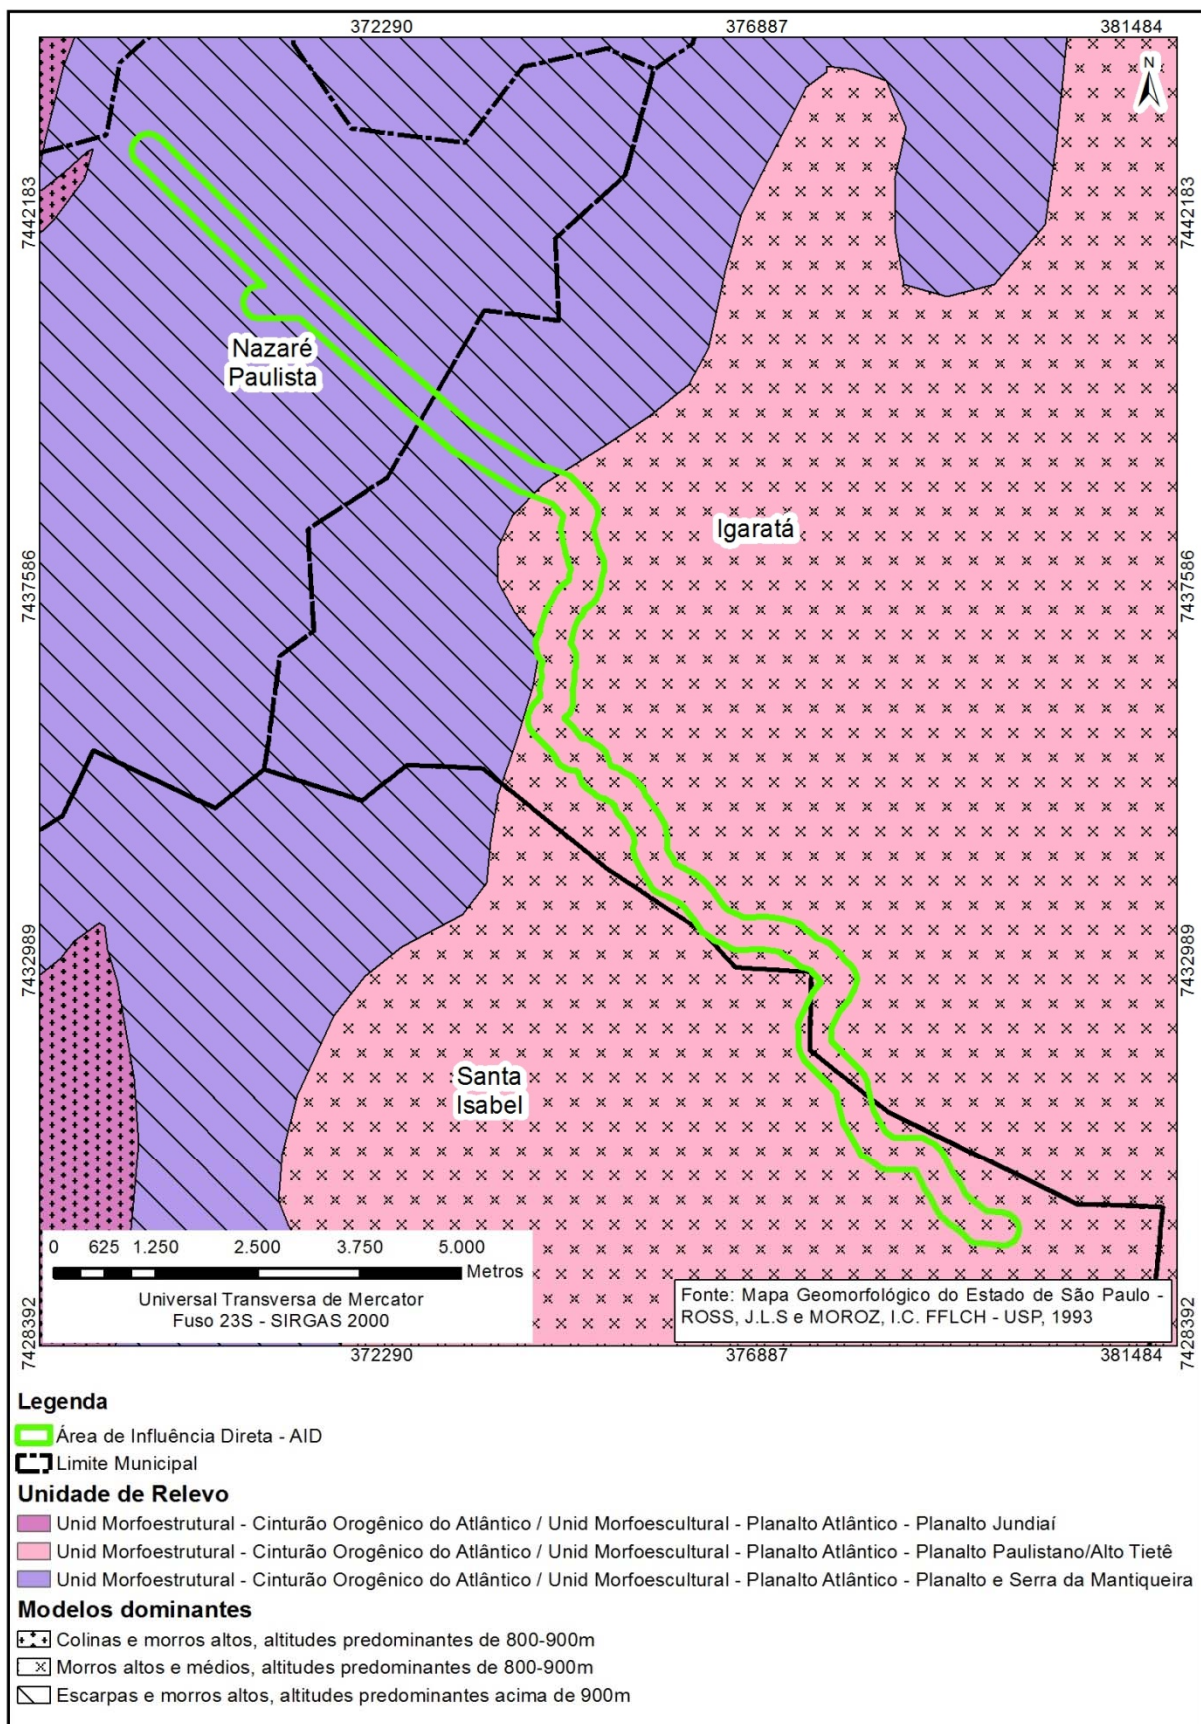 372290
376887
381484
N
7442183
7442183
Nazaré
Paulista
Igaratá
7437586
7437586
7432989
7432989
Santa
Isabel
0 625 1.250 2.500 3.750 5.000
Metros
Universal Transversa de Mercator
Fuso 23S - SIRGAS 2000
Fonte: Mapa Geomorfológico do Estado de São Paulo -
ROSS, J.L.S e MOROZ, I.C. FFLCH - USP, 1993
7428392
7428392
372290
376887
381484
Legenda
Área de Influência Direta - AID
Limite Municipal
Unidade de Relevo
Unid Morfoestrutural - Cinturão Orogênico do Atlântico / Unid Morfoescultural - Planalto Atlântico - Planalto Jundiaí
Unid Morfoestrutural - Cinturão Orogênico do Atlântico / Unid Morfoescultural - Planalto Atlântico - Planalto Paulistano/Alto Tietê
Unid Morfoestrutural - Cinturão Orogênico do Atlântico / Unid Morfoescultural - Planalto Atlântico - Planalto e Serra da Mantiqueira
Modelos dominantes
Colinas e morros altos, altitudes predominantes de 800-900m
Morros altos e médios, altitudes predominantes de 800-900m
Escarpas e morros altos, altitudes predominantes acima de 900m